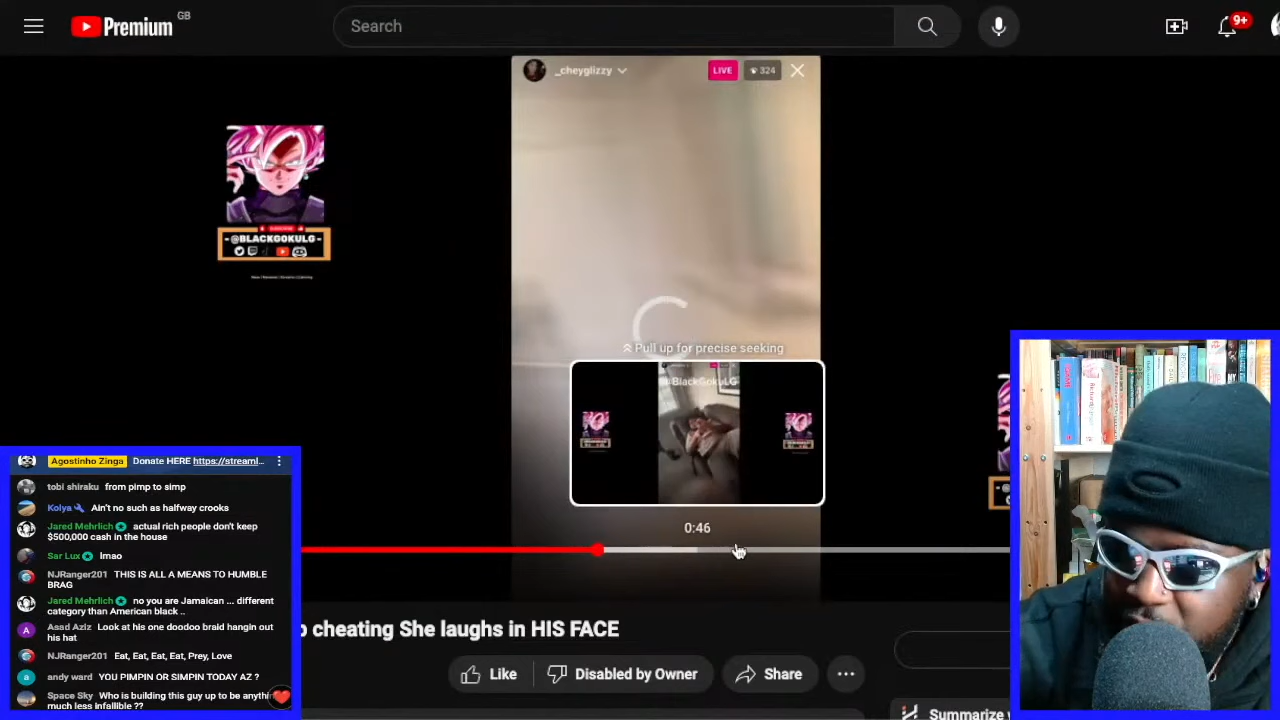 Premium GB
Search
9+
_cheyglizzy
LIVE
324
SUBSCRIBE
-@BLACKGOKULG-
Pull up for precise seeking
@BlackGokuLG
0:46
Agostinho Zinga Donate HERE https://streaml...
tobi shiraku from pimp to simp
Kolya Ain't no such as halfway crooks
Jared Mehrlich actual rich people don't keep
$500,000 cash in the house
Sar Lux lmao
NJRanger201 THIS IS ALL A MEANS TO HUMBLE
BRAG
Jared Mehrlich no you are Jamaican ... different
category than American black ..
A
Asad Aziz Look at his one doodoo braid hangin out
his hat
NJRanger201 Eat, Eat, Eat, Eat, Prey, Love
a
andy ward YOU PIMPIN OR SIMPIN TODAY AZ ?
Space Sky Who is building this guy up to be anythin
much less infallible ??
cheating She laughs in HIS FACE
Like
Disabled by Owner
Share
Summarize